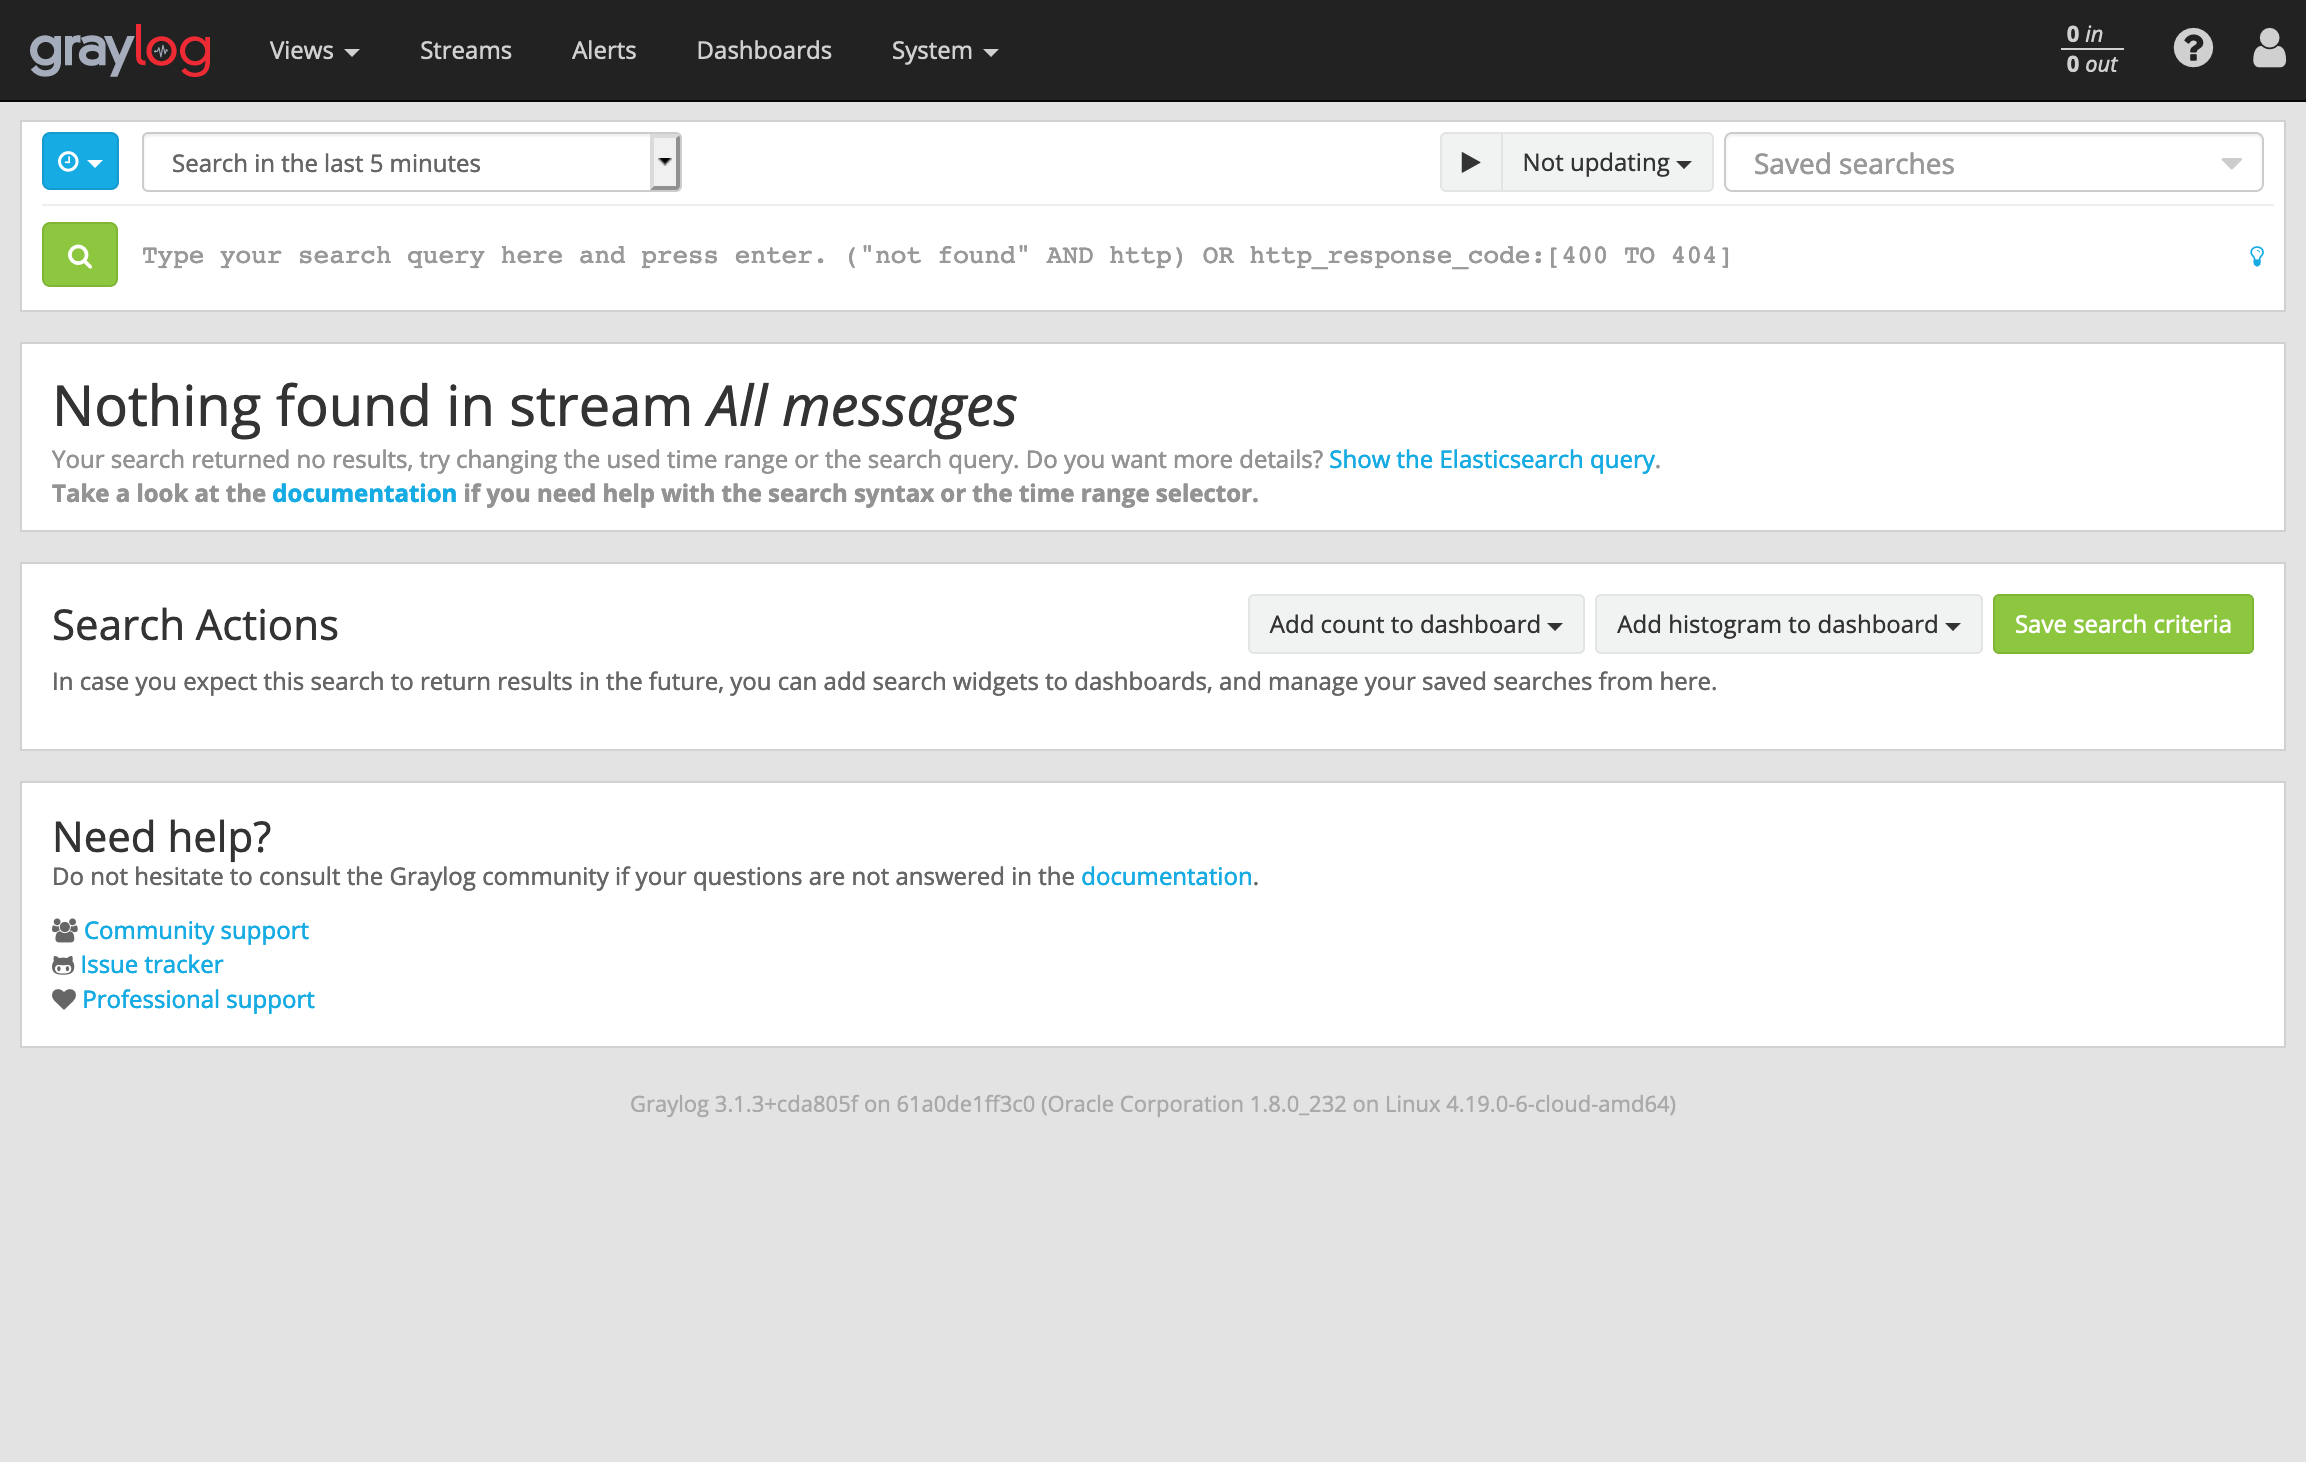 graylog Views Streams Alerts Dashboards System 0 in
0 out
Search in the last 5 minutes Not updating Saved searches
Type your search query here and press enter. ("not found" AND http) OR http_response_code:[400 TO 404]
Nothing found in stream All messages
Your search returned no results, try changing the used time range or the search query. Do you want more details? Show the Elasticsearch query.
Take a look at the documentation if you need help with the search syntax or the time range selector.
Search Actions Add count to dashboard Add histogram to dashboard Save search criteria
In case you expect this search to return results in the future, you can add search widgets to dashboards, and manage your saved searches from here.
Need help?
Do not hesitate to consult the Graylog community if your questions are not answered in the documentation.
Community support
Issue tracker
Professional support
Graylog 3.1.3+cda805f on 61a0de1ff3c0 (Oracle Corporation 1.8.0_232 on Linux 4.19.0-6-cloud-amd64)